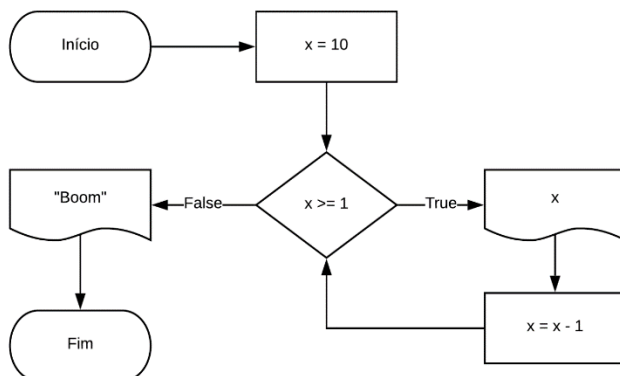 Início
x = 10
"Boom"
False
x >= 1
True
x
Fim
x = x - 1